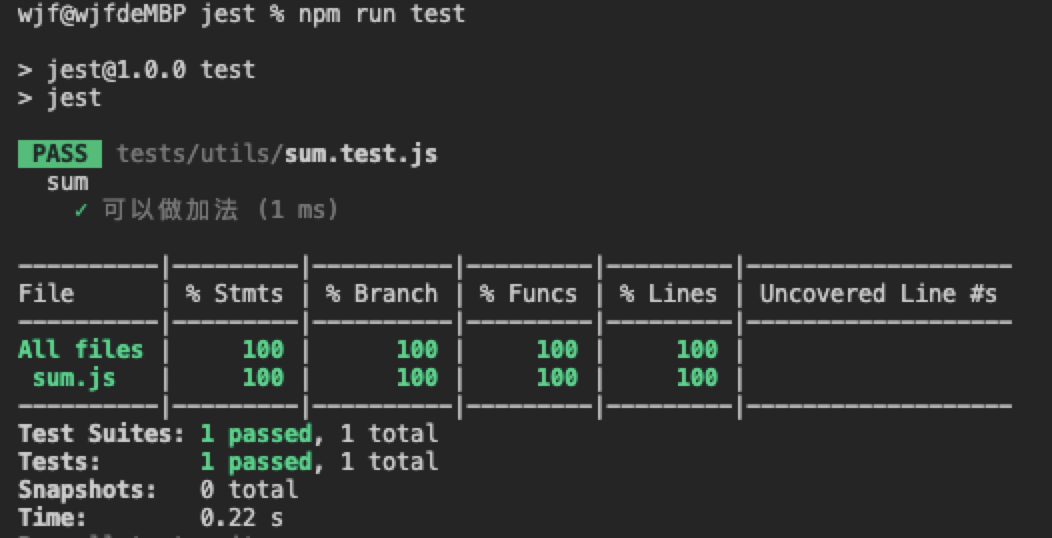 wjf@wjfdeMBP jest % npm run test
> jest@1.0.0 test
> jest
PASS tests/utils/sum.test.js
sum
✓ 可以做加法 (1 ms)
----------|---------|----------|---------|---------|-------------------
File | % Stmts | % Branch | % Funcs | % Lines | Uncovered Line #s
----------|---------|----------|---------|---------|-------------------
All files | 100 | 100 | 100 | 100 |
sum.js | 100 | 100 | 100 | 100 |
----------|---------|----------|---------|---------|-------------------
Test Suites: 1 passed, 1 total
Tests: 1 passed, 1 total
Snapshots: 0 total
Time: 0.22 s